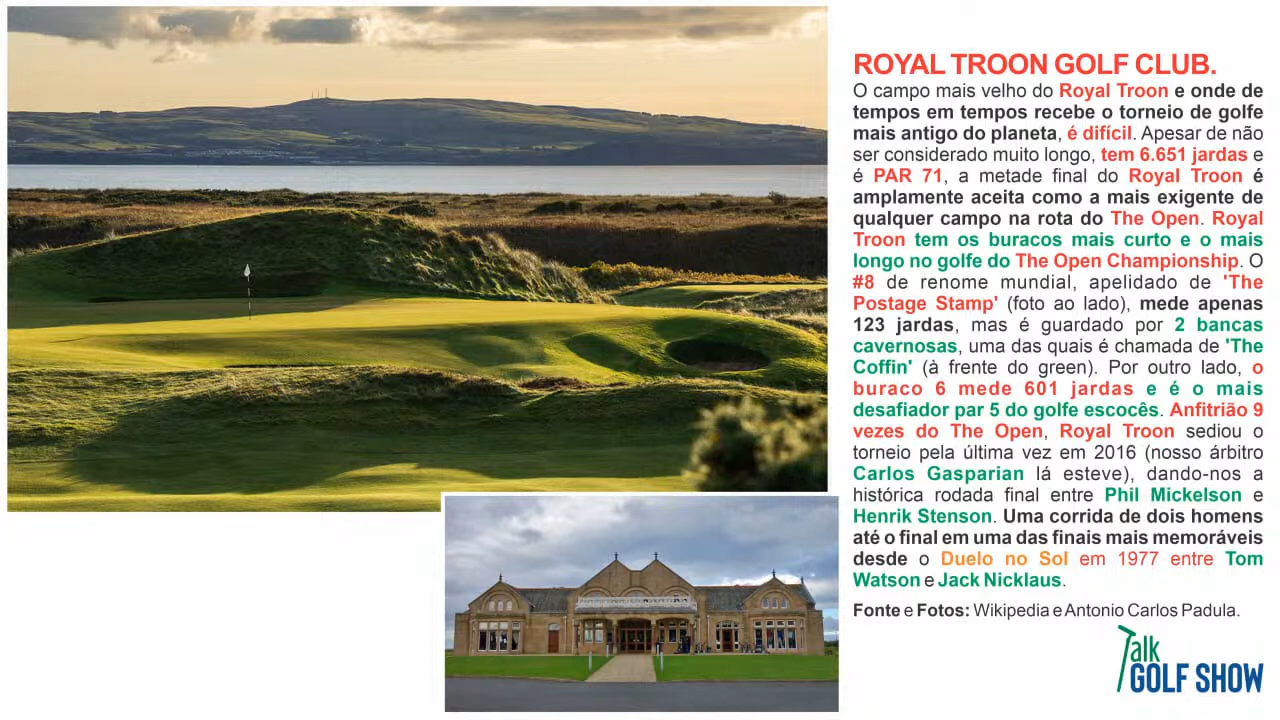 ROYAL TROON GOLF CLUB.
O campo mais velho do Royal Troon e onde de
tempos em tempos recebe o torneio de golfe
mais antigo do planeta, é difícil. Apesar de não
ser considerado muito longo, tem 6.651 jardas e
é PAR 71, a metade final do Royal Troon é
amplamente aceita como a mais exigente de
qualquer campo na rota do The Open. Royal
Troon tem os buracos mais curto e o mais
longo no golfe do The Open Championship. O
#8 de renome mundial, apelidado de 'The
Postage Stamp' (foto ao lado), mede apenas
123 jardas, mas é guardado por 2 bancas
cavernosas, uma das quais é chamada de 'The
Coffin' (à frente do green). Por outro lado, o
buraco 6 mede 601 jardas e é o mais
desafiador par 5 do golfe escocês. Anfitrião 9
vezes do The Open, Royal Troon sediou o
torneio pela última vez em 2016 (nosso árbitro
Carlos Gasparian lá esteve), dando-nos a
histórica rodada final entre Phil Mickelson e
Henrik Stenson. Uma corrida de dois homens
até o final em uma das finais mais memoráveis
desde o Duelo no Sol em 1977 entre Tom
Watson e Jack Nicklaus.
Fonte e Fotos: Wikipedia e Antonio Carlos Padula.
Talk
GOLF SHOW